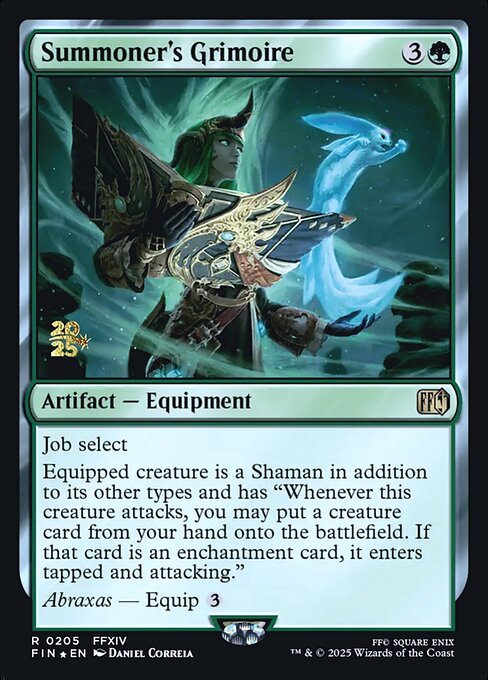 Summoner's Grimoire 3
2025
Artifact — Equipment
FF
Job select
Equipped creature is a Shaman in addition
to its other types and has “Whenever this
creature attacks, you may put a creature
card from your hand onto the battlefield. If
that card is an enchantment card, it enters
tapped and attacking.”
Abraxas — Equip 3
R 0205 FFXIV
FIN★EN Daniel Correia
FF© SQUARE ENIX
™ & © 2025 Wizards of the Coast